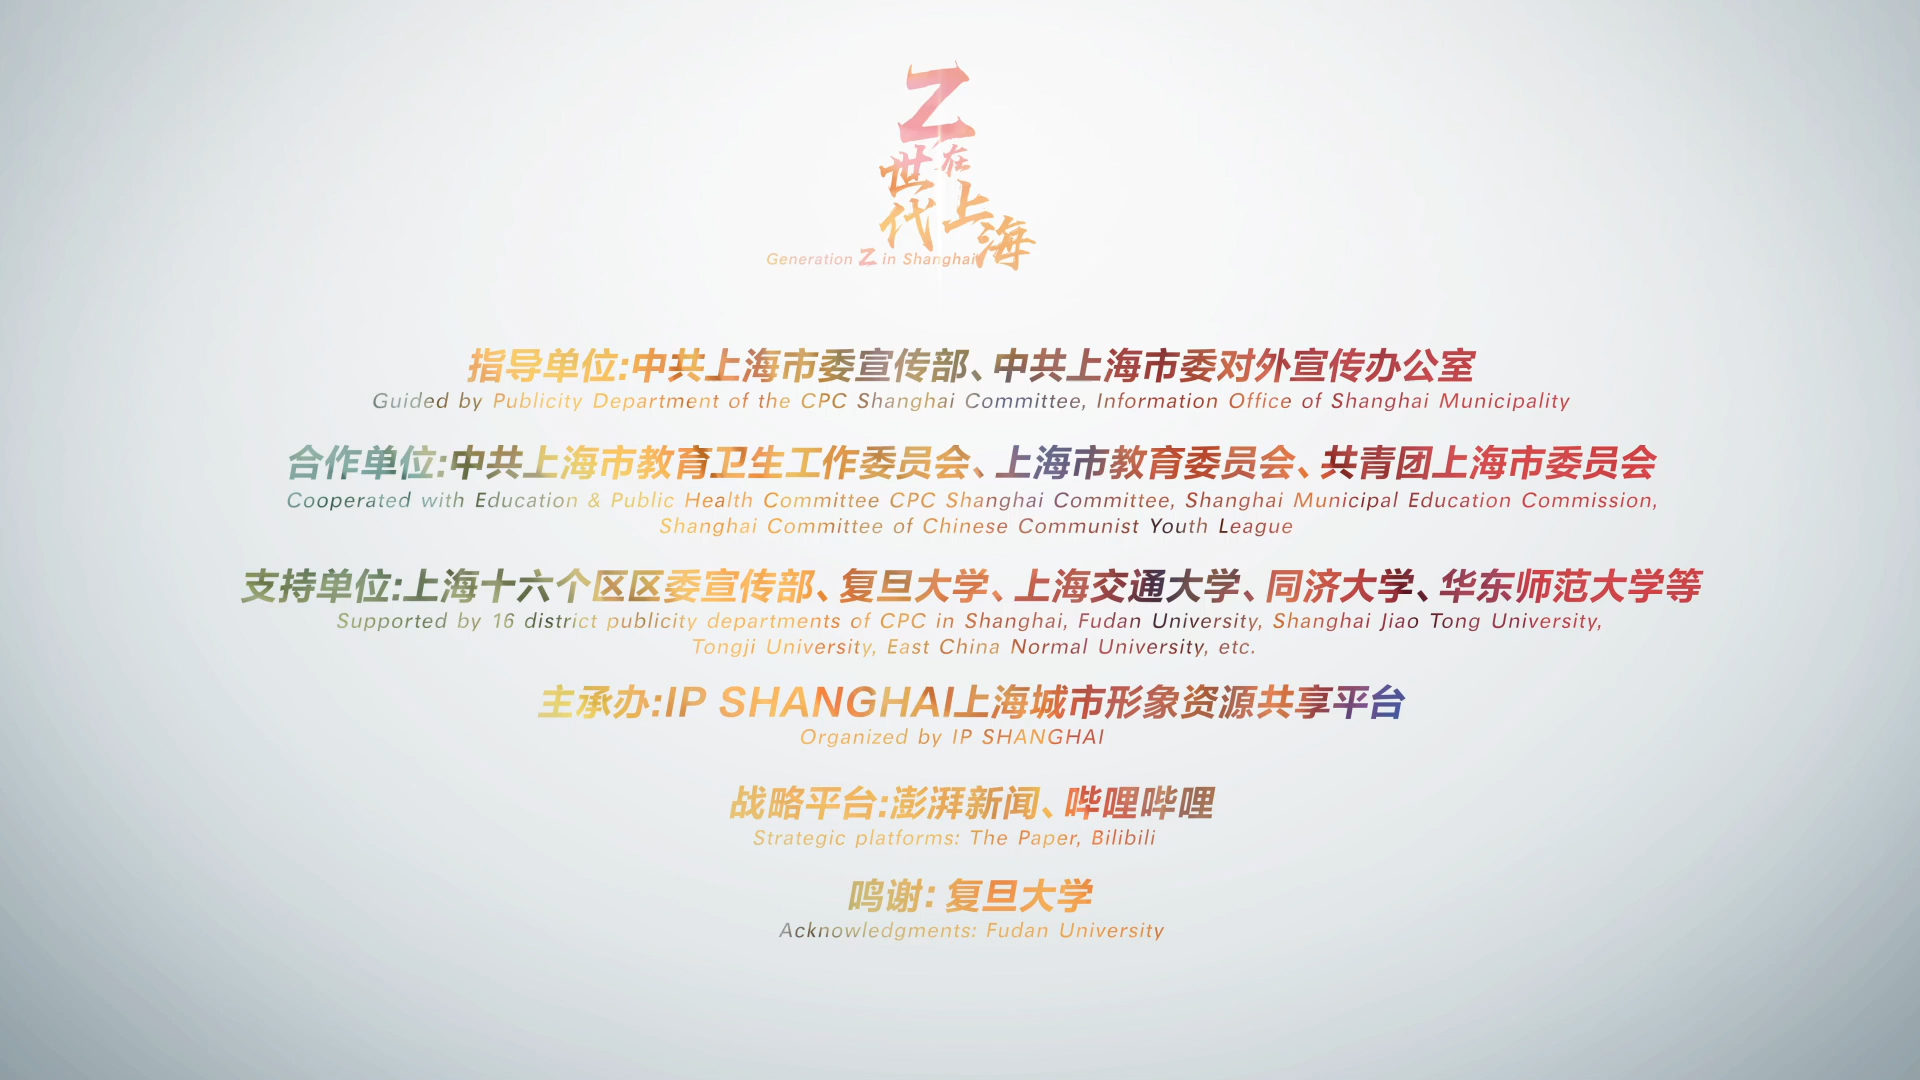 Z
世代
在上海
Generation Z in Shanghai
指导单位:中共上海市委宣传部、中共上海市委对外宣传办公室
Guided by Publicity Department of the CPC Shanghai Committee, Information Office of Shanghai Municipality
合作单位:中共上海市教育卫生工作委员会、上海市教育委员会、共青团上海市委员会
Cooperated with Education & Public Health Committee CPC Shanghai Committee, Shanghai Municipal Education Commission,
Shanghai Committee of Chinese Communist Youth League
支持单位:上海十六个区区委宣传部、复旦大学、上海交通大学、同济大学、华东师范大学等
Supported by 16 district publicity departments of CPC in Shanghai, Fudan University, Shanghai Jiao Tong University,
Tongji University, East China Normal University, etc.
主承办:IP SHANGHAI上海城市形象资源共享平台
Organized by IP SHANGHAI
战略平台:澎湃新闻、哔哩哔哩
Strategic platforms: The Paper, Bilibili
鸣谢: 复旦大学
Acknowledgments: Fudan University